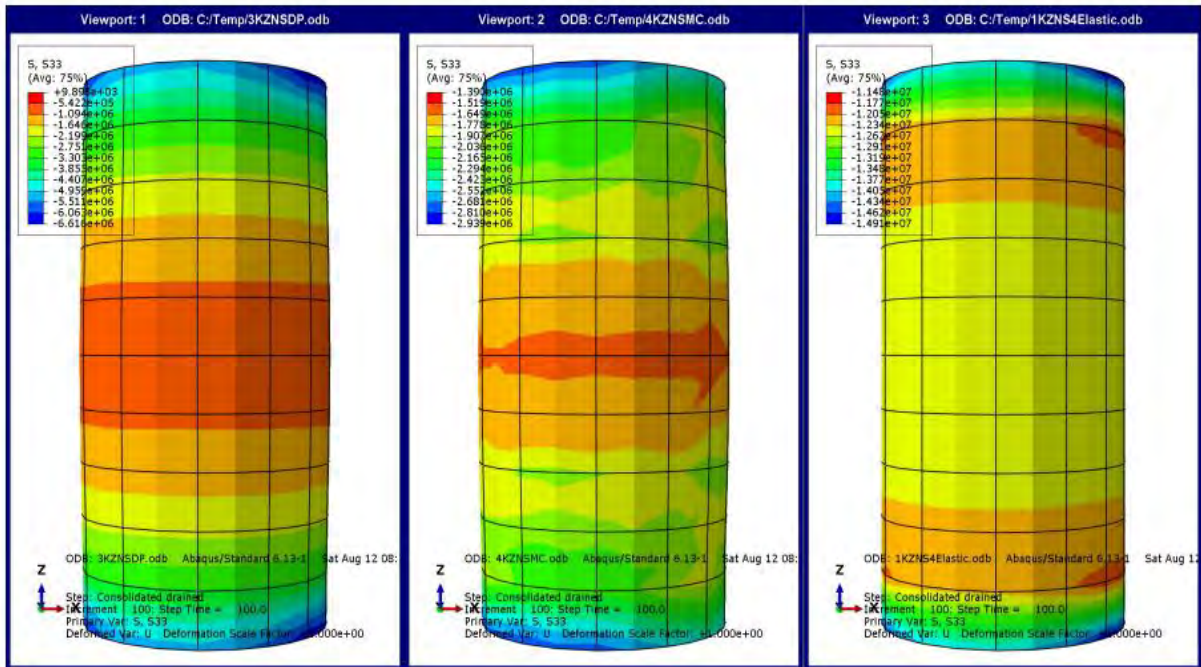 Viewport: 1 ODB: C:/Temp/3KZNSDP.odb
S, S33
(Avg: 75%)
-5.422e+05
-1.094e+06
-1.646e+06
-2.199e+06
-2.751e+06
-3.303e+06
-3.855e+06
-4.407e+06
-4.959e+06
-5.511e+06
-6.063e+06
-6.616e+06
ODB: 3KZNSDP.odb Abaqus/Standard 6.13-1 Sat Aug 12 08:
Z
X
Step: Consolidated drained
Increment 100: Step Time = 100.0
Primary Var: S, S33
Deformed Var: U Deformation Scale Factor:
Viewport: 2 ODB: C:/Temp/4KZNSMC.odb
S, S33
(Avg: 75%)
-1.390e+06
-1.519e+06
-1.649e+06
-1.778e+06
-1.907e+06
-2.036e+06
-2.165e+06
-2.294e+06
-2.423e+06
-2.552e+06
-2.681e+06
-2.810e+06
-2.939e+06
ODB: 4KZNSMC.odb Abaqus/Standard 6.13-1 Sat Aug 12 08:
Z
X
Step: Consolidated drained
Increment 100: Step Time = 100.0
Primary Var: S, S33
Deformed Var: U Deformation Scale Factor: +1.000e+00
Viewport: 3 ODB: C:/Temp/1KZNS4Elastic.odb
S, S33
(Avg: 75%)
-1.148e+07
-1.177e+07
-1.205e+07
-1.234e+07
-1.262e+07
-1.291e+07
-1.319e+07
-1.348e+07
-1.377e+07
-1.405e+07
-1.434e+07
-1.462e+07
-1.491e+07
ODB: 1KZNS4Elastic.odb Abaqus/Standard 6.13-1 Sat Aug 12
Z
X
Step: Consolidated drained
Increment 100: Step Time = 100.0
Primary Var: S, S33
Deformed Var: U Deformation Scale Factor: